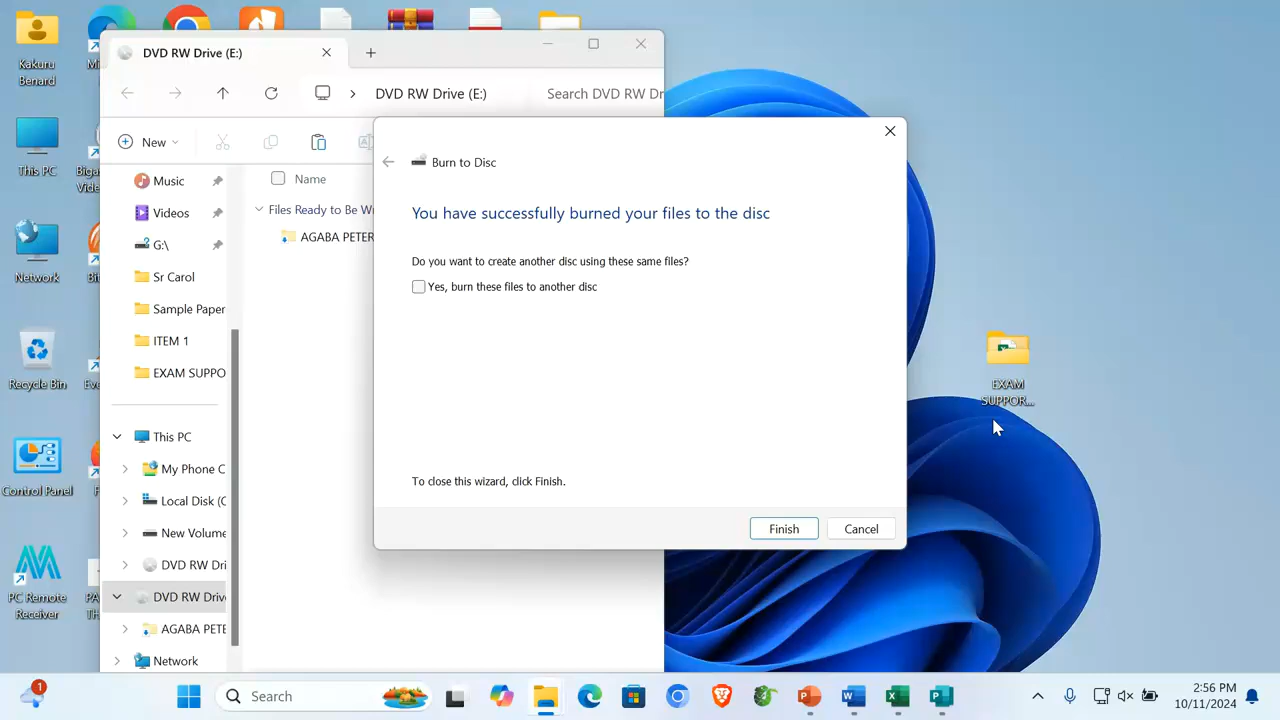 Kakuru
Benard
This PC
Network
Recycle Bin
Control Panel
PC Remote
Receiver
DVD RW Drive (E:)
DVD RW Drive (E:)
Search DVD RW Dr
New
Music
Videos
G:\
Sr Carol
Sample Paper
ITEM 1
EXAM SUPPO
This PC
My Phone C
Local Disk (C
New Volume
DVD RW Dri
DVD RW Driv
AGABA PETE
Network
Name
Files Ready to Be Wr
AGABA PETER
Burn to Disc
You have successfully burned your files to the disc
Do you want to create another disc using these same files?
Yes, burn these files to another disc
To close this wizard, click Finish.
Finish
Cancel
EXAM
SUPPOR...
1
Search
2:56 PM
10/11/2024